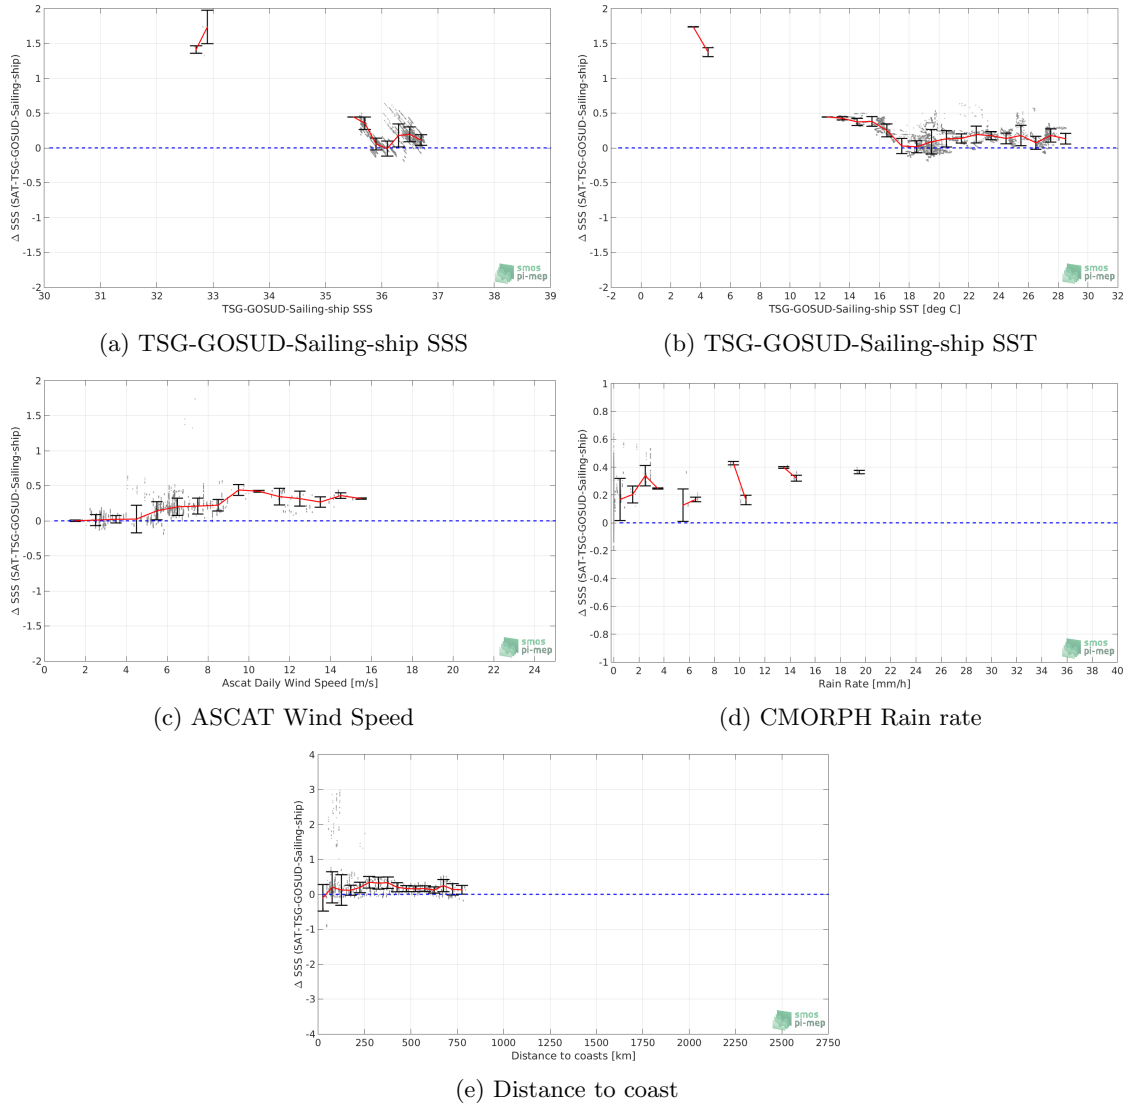 2
1.5
1
0.5
0
-0.5
-1
-1.5
-2
Δ SSS (SAT-TSG-GOSUD-Sailing-ship)
30 31 32 33 34 35 36 37 38 39
TSG-GOSUD-Sailing-ship SSS
smos
pi-mep
(a) TSG-GOSUD-Sailing-ship SSS
2
1.5
1
0.5
0
-0.5
-1
-1.5
-2
Δ SSS (SAT-TSG-GOSUD-Sailing-ship)
-2 0 2 4 6 8 10 12 14 16 18 20 22 24 26 28 30 32
TSG-GOSUD-Sailing-ship SST [deg C]
smos
pi-mep
(b) TSG-GOSUD-Sailing-ship SST
2
1.5
1
0.5
0
-0.5
-1
-1.5
-2
Δ SSS (SAT-TSG-GOSUD-Sailing-ship)
0 2 4 6 8 10 12 14 16 18 20 22 24
Ascat Daily Wind Speed [m/s]
smos
pi-mep
(c) ASCAT Wind Speed
1
0.8
0.6
0.4
0.2
0
-0.2
-0.4
-0.6
-0.8
-1
Δ SSS (SAT-TSG-GOSUD-Sailing-ship)
0 2 4 6 8 10 12 14 16 18 20 22 24 26 28 30 32 34 36 38 40
Rain Rate [mm/h]
smos
pi-mep
(d) CMORPH Rain rate
4
3
2
1
0
-1
-2
-3
-4
Δ SSS (SAT-TSG-GOSUD-Sailing-ship)
0 250 500 750 1000 1250 1500 1750 2000 2250 2500 2750
Distance to coasts [km]
smos
pi-mep
(e) Distance to coast